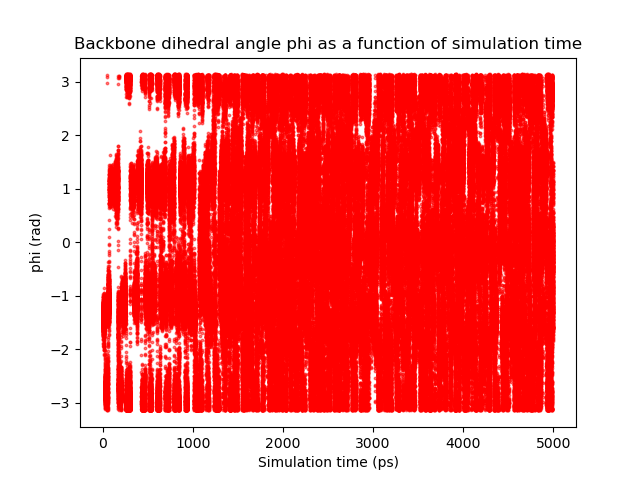 Backbone dihedral angle phi as a function of simulation time
3
2
1
0
−1
−2
−3
phi (rad)
0 1000 2000 3000 4000 5000
Simulation time (ps)